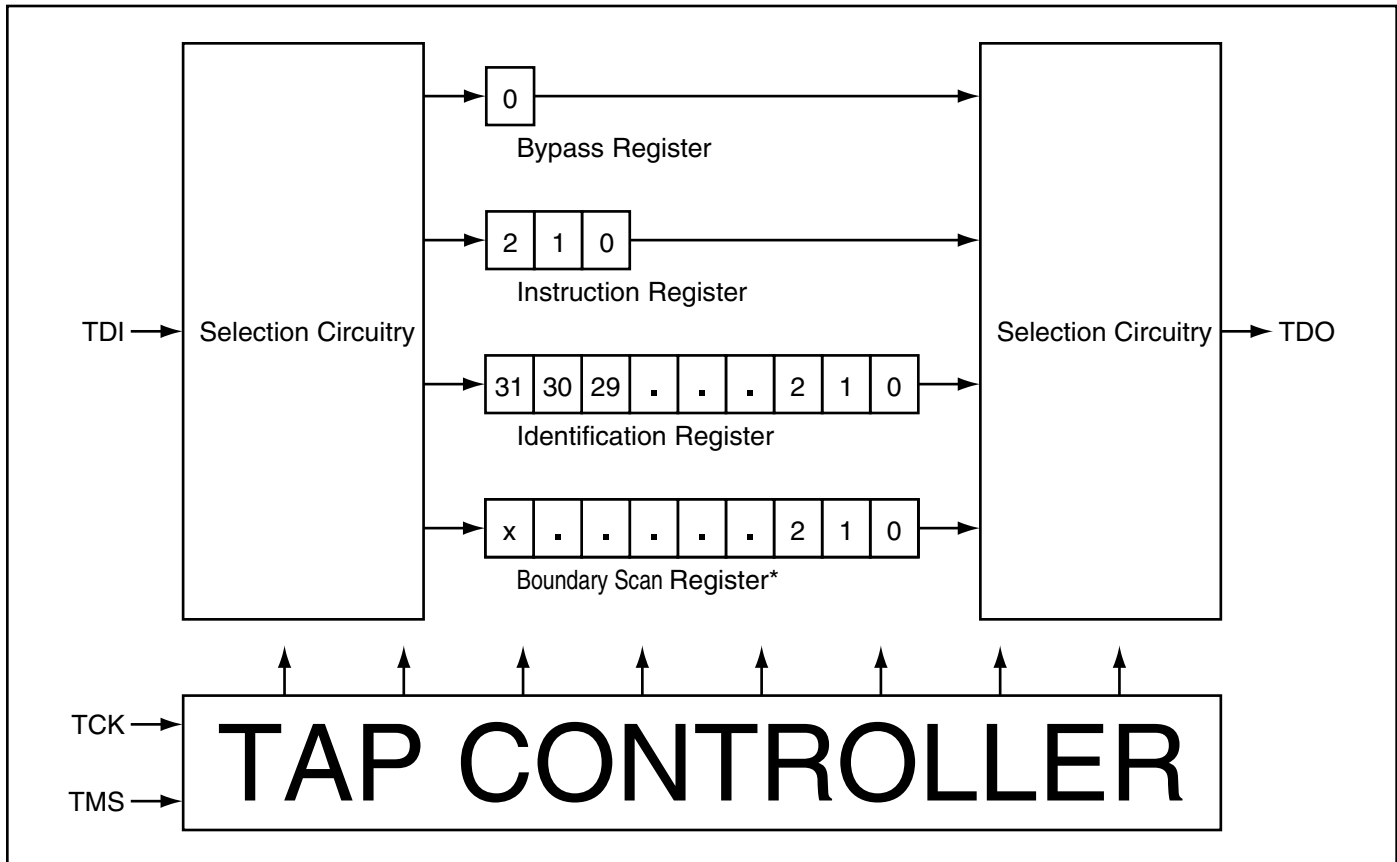 0
Bypass Register
2 1 0
Instruction Register
TDI
Selection Circuitry
Selection Circuitry
TDO
31 30 29 . . . 2 1 0
Identification Register
x . . . . . 2 1 0
Boundary Scan Register*
TCK
TAP CONTROLLER
TMS